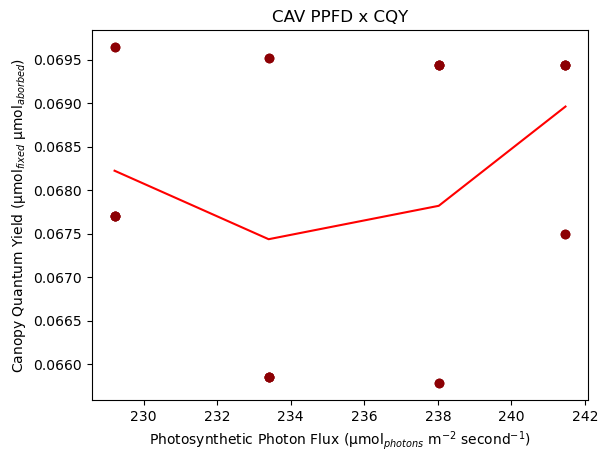 CAV PPFD x CQY
Canopy Quantum Yield (μmol_fixed μmol_aborbed)
0.0695
0.0690
0.0685
0.0680
0.0675
0.0670
0.0665
0.0660
230 232 234 236 238 240 242
Photosynthetic Photon Flux (μmol_photons m⁻² second⁻¹)